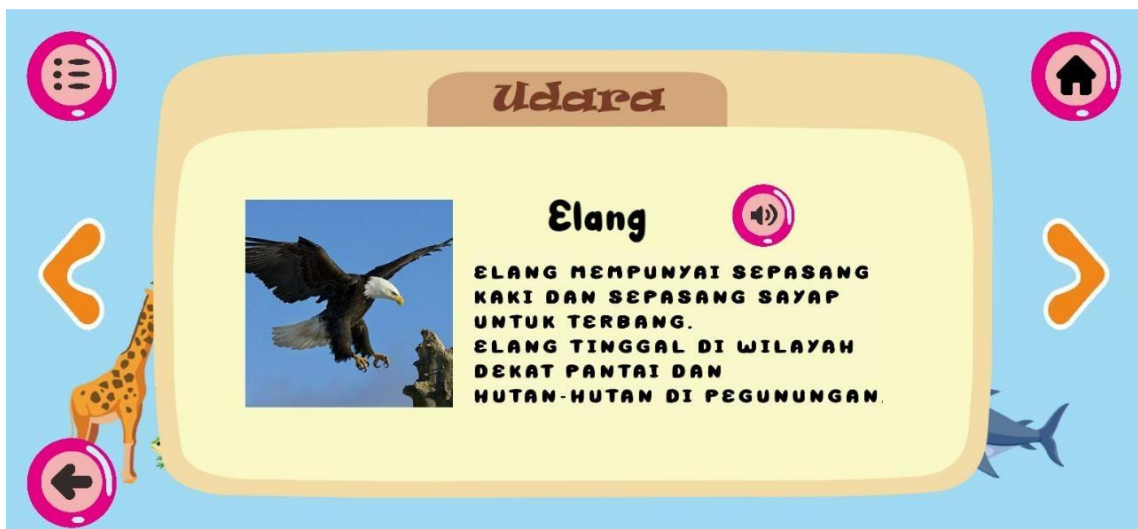 Udara
Elang
ELANG MEMPUNYAI SEPASANG
KAKI DAN SEPASANG SAYAP
UNTUK TERBANG.
ELANG TINGGAL DI WILAYAH
DEKAT PANTAI DAN
HUTAN-HUTAN DI PEGUNUNGAN.